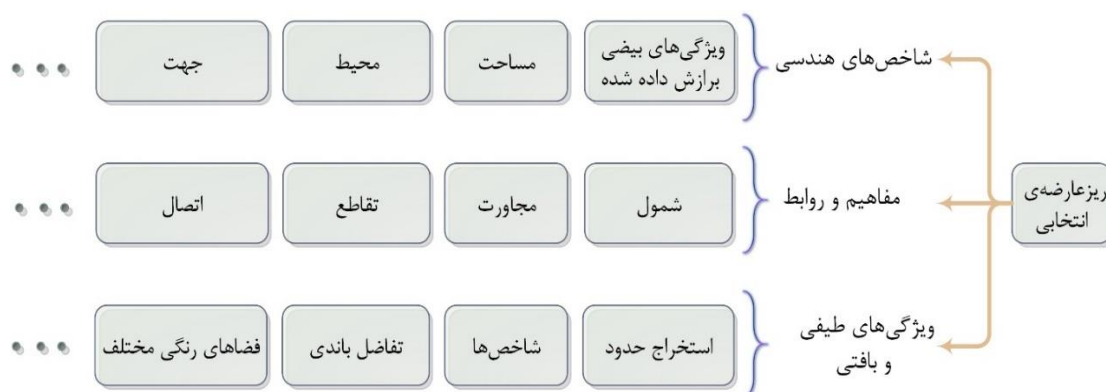 ریزعارضه‌ی
انتخابی
شاخص‌های هندسی
ویژگی‌های بیضی
برازش داده شده
مساحت
محیط
جهت
مفاهیم و روابط
شمول
مجاورت
تقاطع
اتصال
ویژگی‌های طیفی
و بافتی
استخراج حدود
شاخص‌ها
تفاضل باندی
فضاهای رنگی مختلف